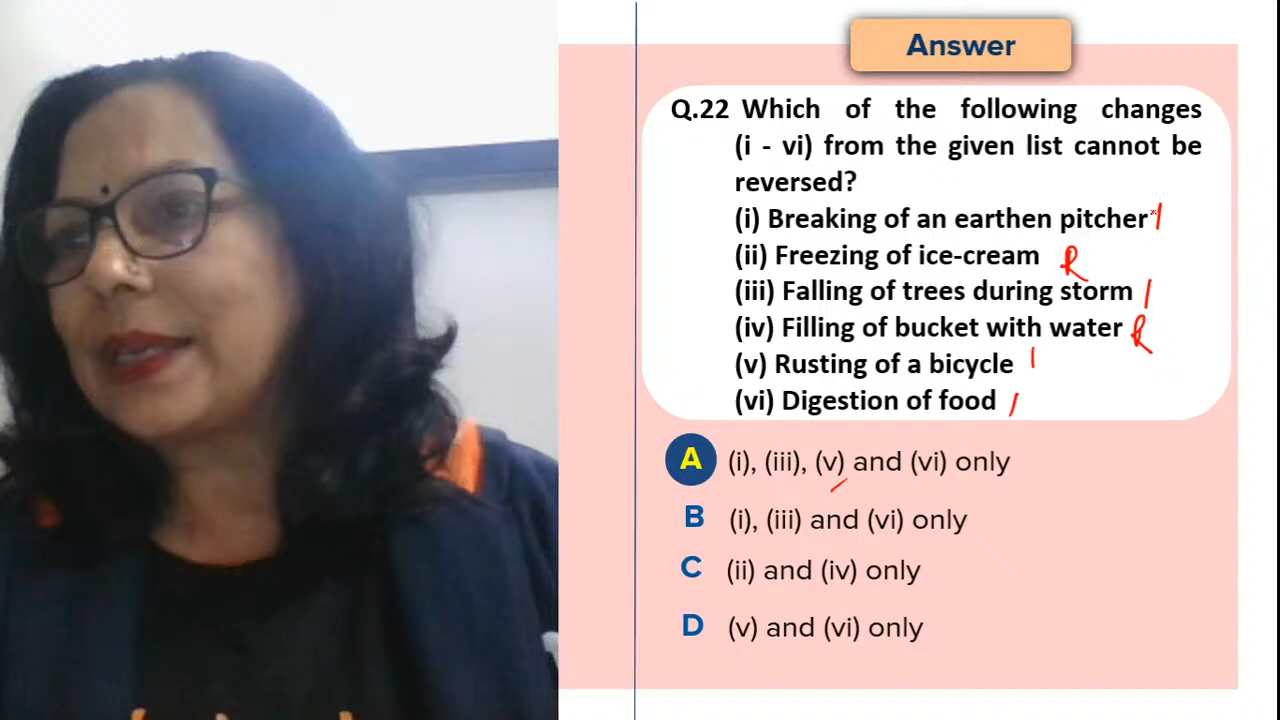 Answer
Q.22 Which of the following changes
(i - vi) from the given list cannot be
reversed?
(i) Breaking of an earthen pitcher I
(ii) Freezing of ice-cream R
(iii) Falling of trees during storm I
(iv) Filling of bucket with water R
(v) Rusting of a bicycle I
(vi) Digestion of food I
A (i), (iii), (v) and (vi) only
B (i), (iii) and (vi) only
C (ii) and (iv) only
D (v) and (vi) only